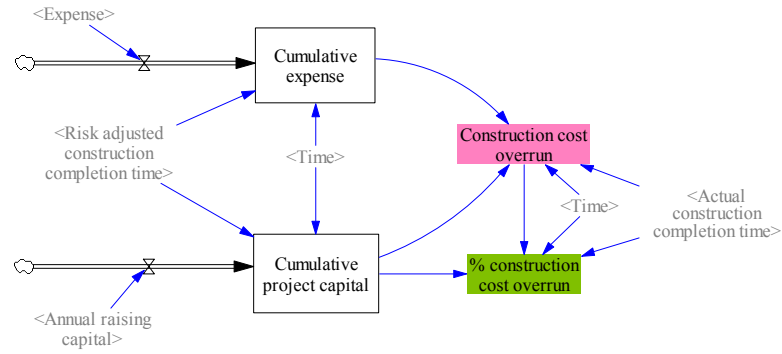 <Expense>
Cumulative
expense
<Risk adjusted
construction
completion time>
<Time>
Construction cost
overrun
<Time>
<Actual
construction
completion time>
Cumulative
project capital
% construction
cost overrun
<Annual raising
capital>